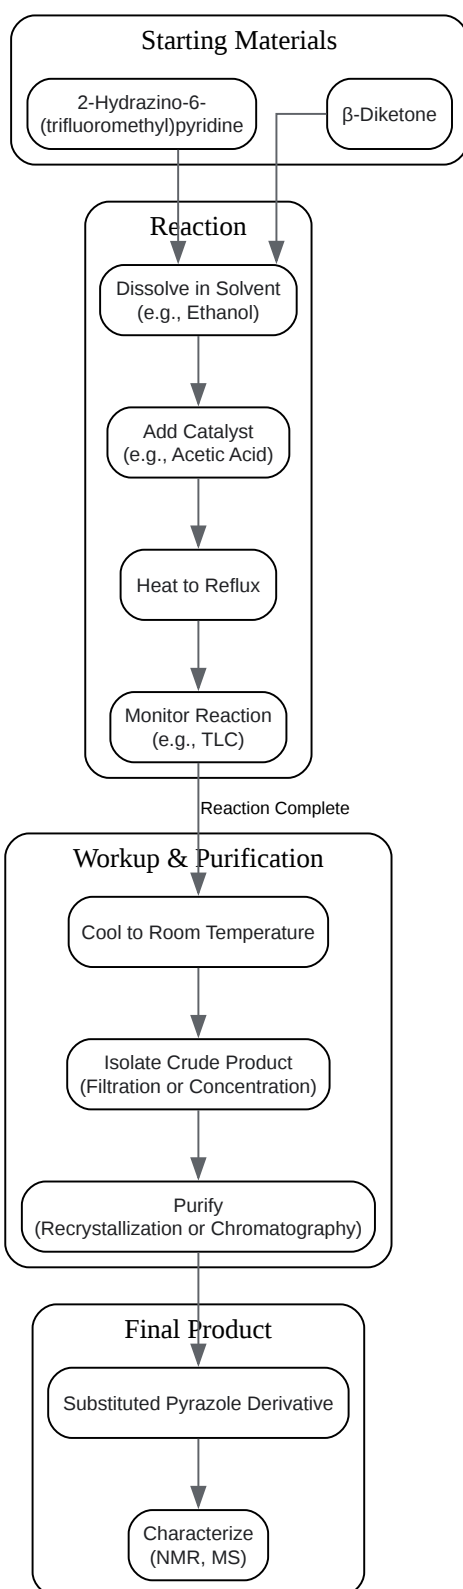 Starting Materials
2-Hydrazino-6-
(trifluoromethyl)pyridine
β-Diketone
Reaction
Dissolve in Solvent
(e.g., Ethanol)
Add Catalyst
(e.g., Acetic Acid)
Heat to Reflux
Monitor Reaction
(e.g., TLC)
Reaction Complete
Workup & Purification
Cool to Room Temperature
Isolate Crude Product
(Filtration or Concentration)
Purify
(Recrystallization or Chromatography)
Final Product
Substituted Pyrazole Derivative
Characterize
(NMR, MS)